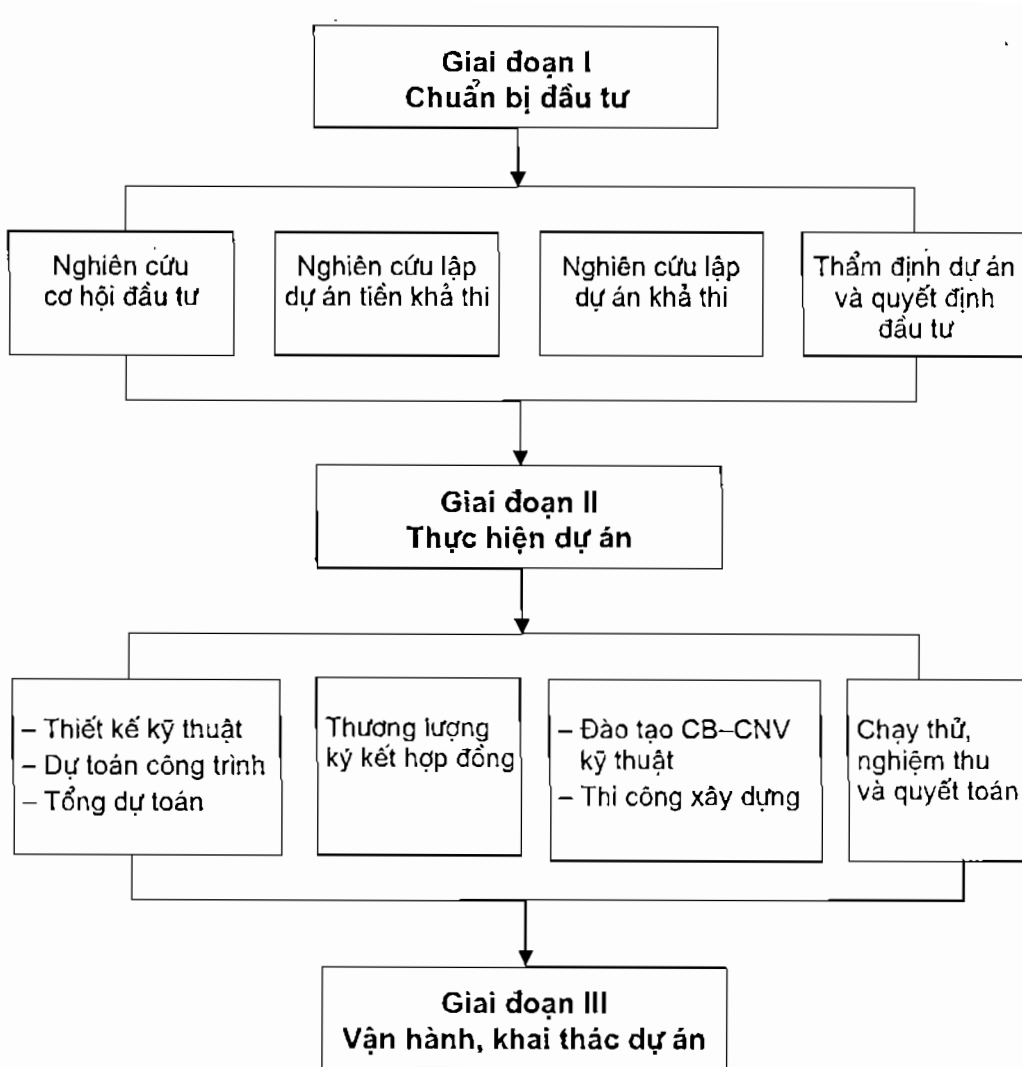 Giai đoạn I
Chuẩn bị đầu tư
Nghiên cứu
cơ hội đầu tư
Nghiên cứu lập
dự án tiền khả thi
Nghiên cứu lập
dự án khả thi
Thẩm định dự án
và quyết định
đầu tư
Giai đoạn II
Thực hiện dự án
– Thiết kế kỹ thuật
– Dự toán công trình
– Tổng dự toán
Thương lượng
ký kết hợp đồng
– Đào tạo CB–CNV
kỹ thuật
– Thi công xây dựng
Chạy thử,
nghiệm thu
và quyết toán
Giai đoạn III
Vận hành, khai thác dự án